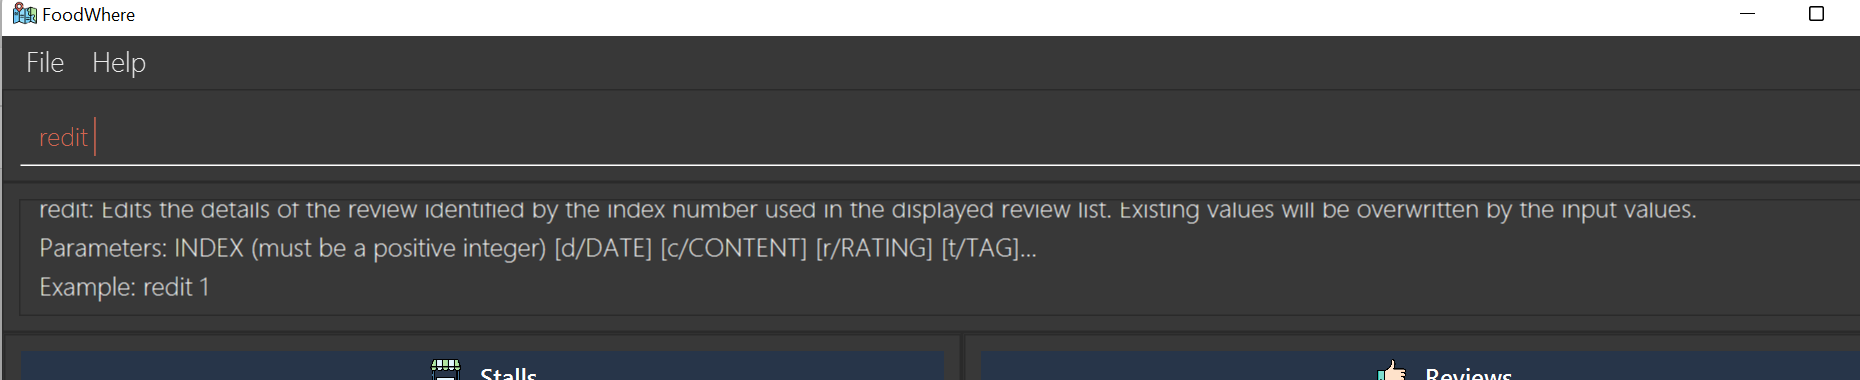 FoodWhere
File Help
redit
redit: Edits the details of the review identified by the index number used in the displayed review list. Existing values will be overwritten by the input values.
Parameters: INDEX (must be a positive integer) [d/DATE] [c/CONTENT] [r/RATING] [t/TAG]...
Example: redit 1
Stalls Reviews